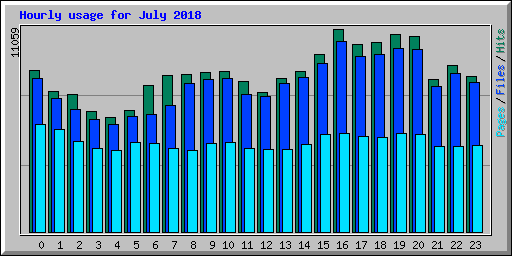 Hourly usage for July 2018
11059
Pages/Files/Hits
0 1 2 3 4 5 6 7 8 9 10 11 12 13 14 15 16 17 18 19 20 21 22 23